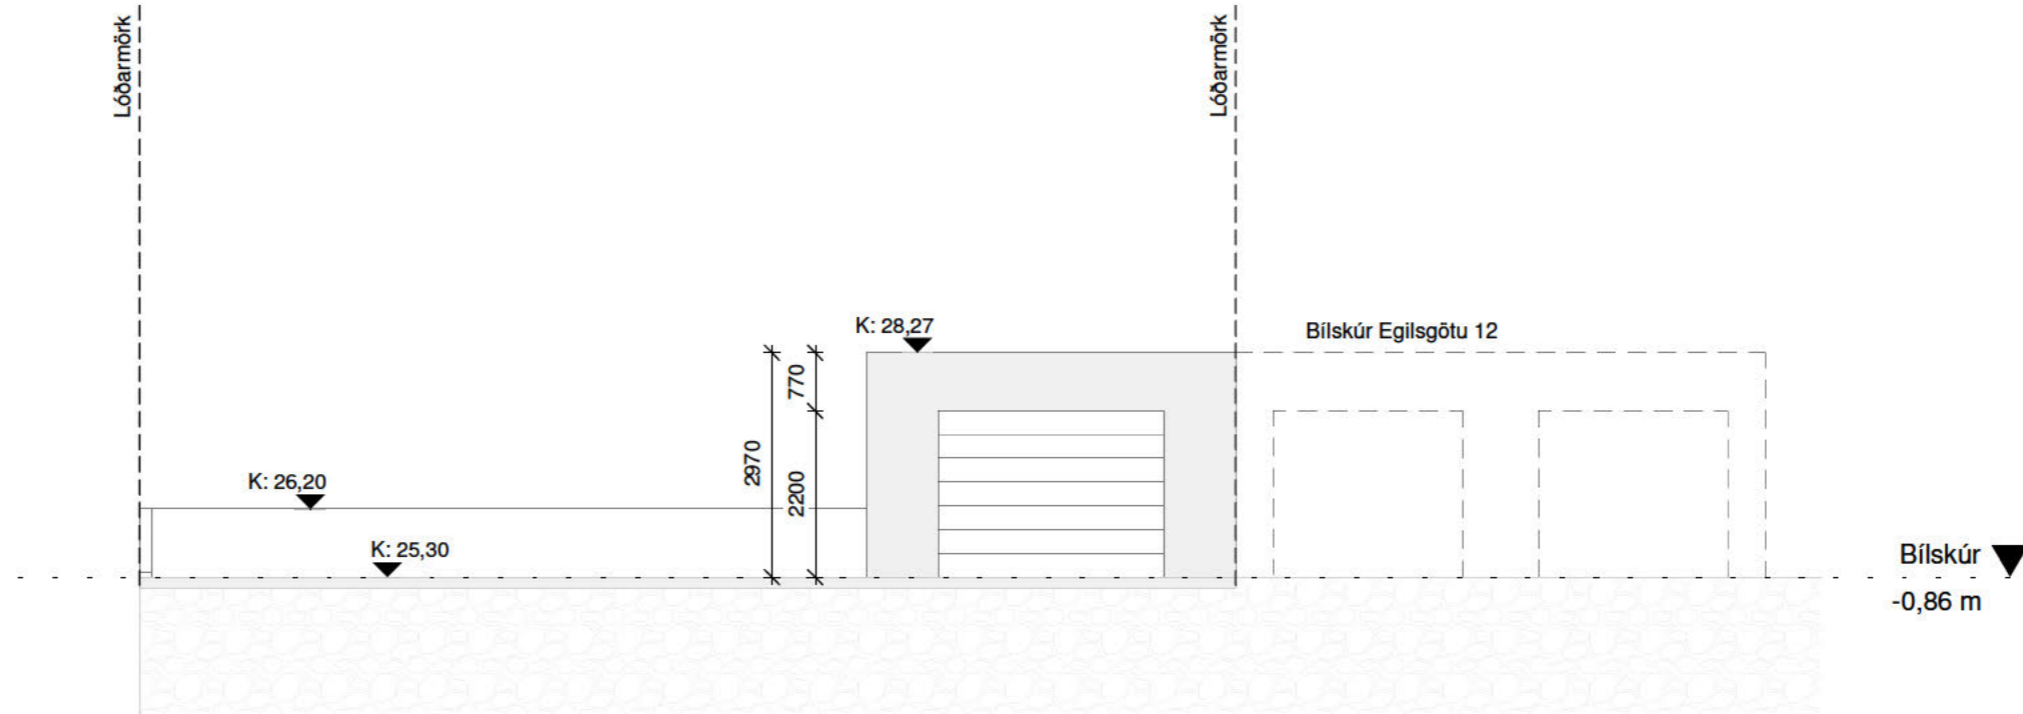 Lóðarmörk
Lóðarmörk
K: 28,27
Bílskúr Egilsgötu 12
770
2970
2200
K: 26,20
K: 25,30
Bílskúr
-0,86 m